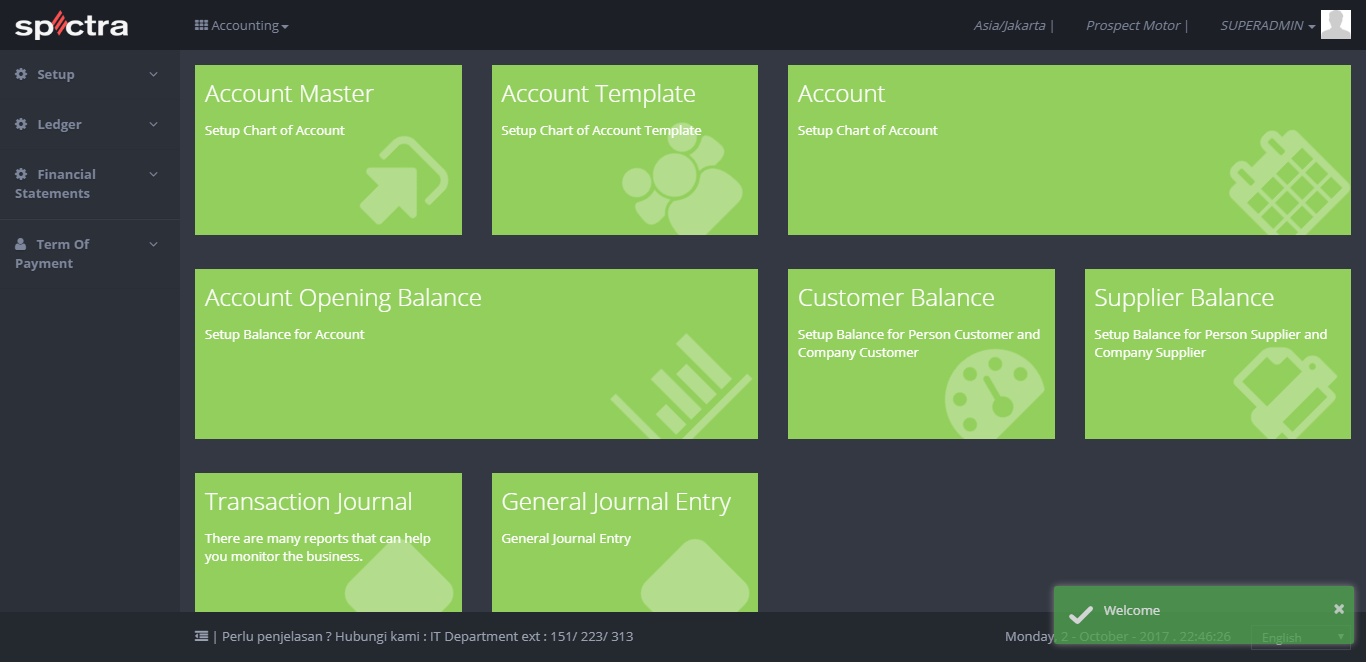 spectra
Accounting
Asia/Jakarta |
Prospect Motor |
SUPERADMIN
Setup
Ledger
Financial
Statements
Term Of
Payment
Account Master
Setup Chart of Account
Account Template
Setup Chart of Account Template
Account
Setup Chart of Account
Account Opening Balance
Setup Balance for Account
Customer Balance
Setup Balance for Person Customer and
Company Customer
Supplier Balance
Setup Balance for Person Supplier and
Company Supplier
Transaction Journal
There are many reports that can help
you monitor the business.
General Journal Entry
General Journal Entry
Welcome
| Perlu penjelasan ? Hubungi kami : IT Department ext : 151/ 223/ 313
Monday, 2 - October - 2017 . 22:46:26
English